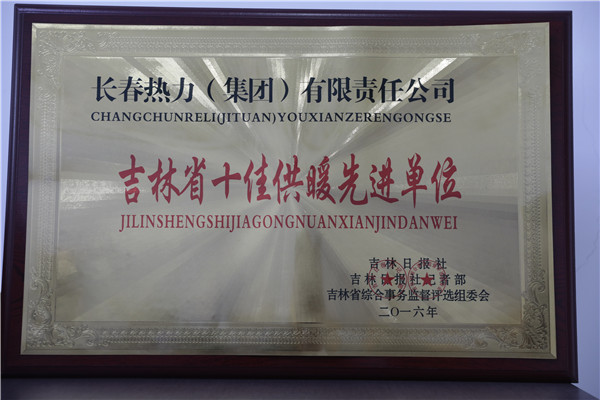 长春热力（集团）有限责任公司
CHANGCHUNRELI(JITUAN)YOUXIANZERENGONGSE
吉林省十佳供暖先进单位
JILINSHENGSHIJIAGONGNUANXIANJINDANWEI
吉林日报社
吉林日报社记者部
吉林省综合事务监督评选组委会
二〇一六年